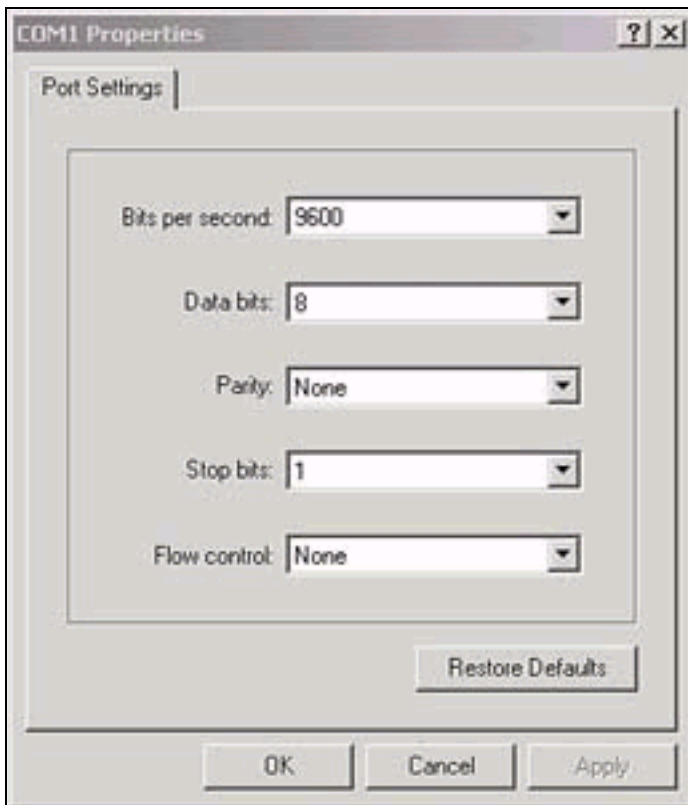 COM1 Properties
Port Settings
Bits per second: 9600
Data bits: 8
Parity: None
Stop bits: 1
Flow control: None
Restore Defaults
OK Cancel Apply